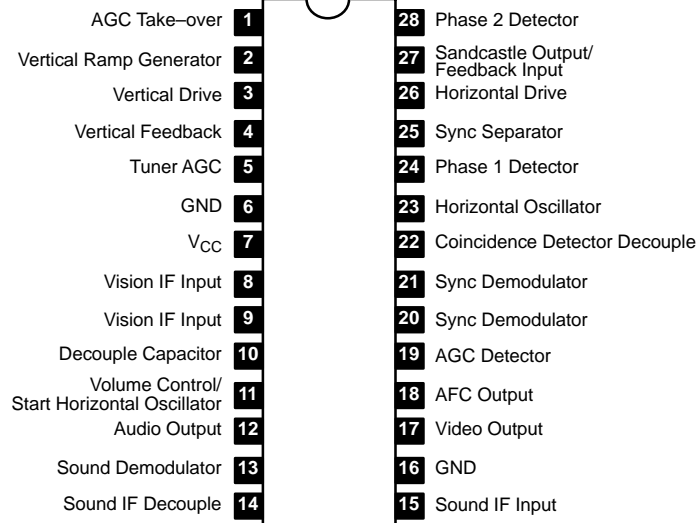 AGC Take–over 1
28 Phase 2 Detector
Vertical Ramp Generator 2
27 Sandcastle Output/
Feedback Input
Vertical Drive 3
26 Horizontal Drive
Vertical Feedback 4
25 Sync Separator
Tuner AGC 5
24 Phase 1 Detector
GND 6
23 Horizontal Oscillator
VCC 7
22 Coincidence Detector Decouple
Vision IF Input 8
21 Sync Demodulator
Vision IF Input 9
20 Sync Demodulator
Decouple Capacitor 10
19 AGC Detector
Volume Control/
Start Horizontal Oscillator 11
18 AFC Output
Audio Output 12
17 Video Output
Sound Demodulator 13
16 GND
Sound IF Decouple 14
15 Sound IF Input